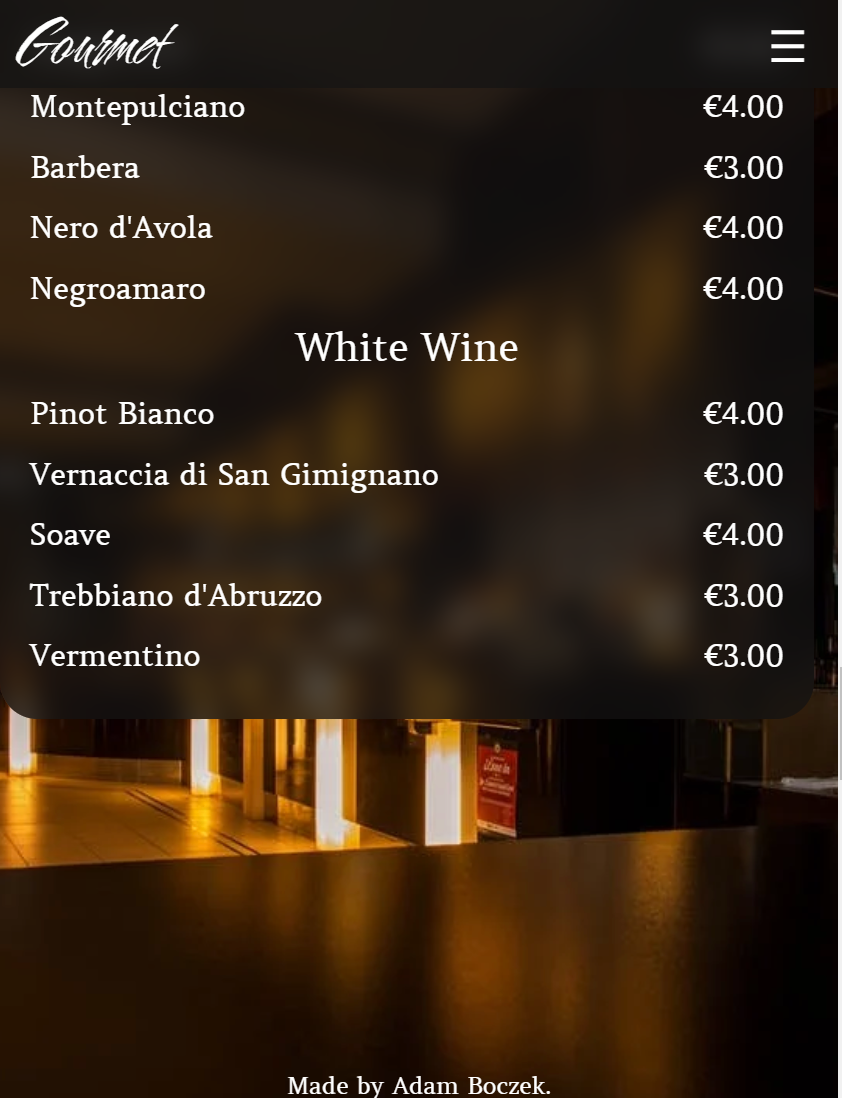 Gourmet
Montepulciano €4.00
Barbera €3.00
Nero d'Avola €4.00
Negroamaro €4.00
White Wine
Pinot Bianco €4.00
Vernaccia di San Gimignano €3.00
Soave €4.00
Trebbiano d'Abruzzo €3.00
Vermentino €3.00
Made by Adam Boczek.